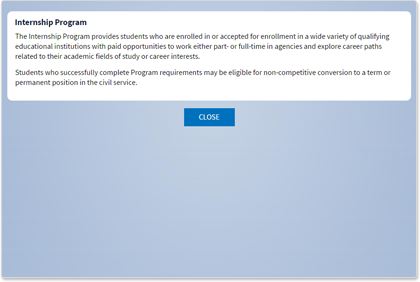 Internship Program
The Internship Program provides students who are enrolled in or accepted for enrollment in a wide variety of qualifying
educational institutions with paid opportunities to work either part- or full-time in agencies and explore career paths
related to their academic fields of study or career interests.
Students who successfully complete Program requirements may be eligible for non-competitive conversion to a term or
permanent position in the civil service.
CLOSE